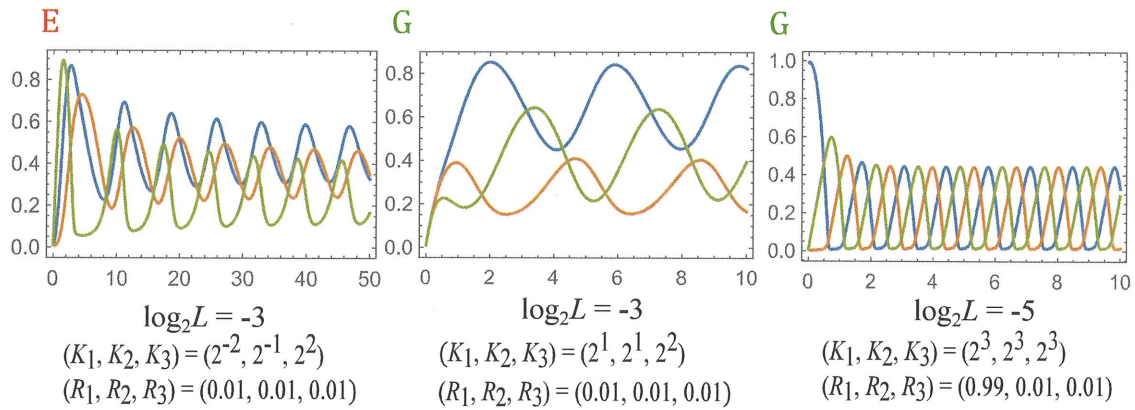 E
G
G
0.8
0.6
0.4
0.2
0.0
0 10 20 30 40 50
log₂L = -3
(K₁, K₂, K₃) = (2⁻², 2⁻¹, 2²)
(R₁, R₂, R₃) = (0.01, 0.01, 0.01)
0.8
0.6
0.4
0.2
0.0
0 2 4 6 8 10
log₂L = -3
(K₁, K₂, K₃) = (2¹, 2¹, 2²)
(R₁, R₂, R₃) = (0.01, 0.01, 0.01)
1.0
0.8
0.6
0.4
0.2
0.0
0 2 4 6 8 10
log₂L = -5
(K₁, K₂, K₃) = (2³, 2³, 2³)
(R₁, R₂, R₃) = (0.99, 0.01, 0.01)